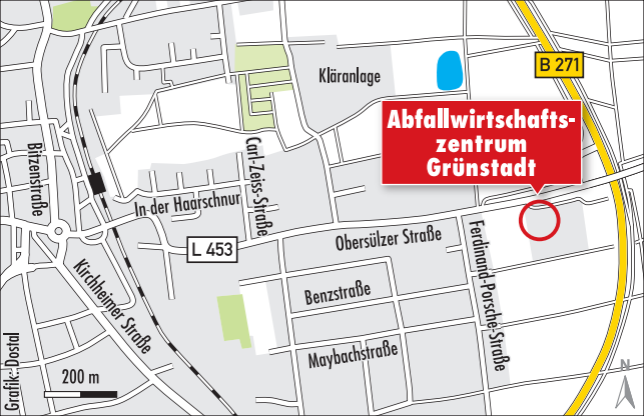 B 271
Kläranlage
Abfallwirtschafts-
zentrum
Grünstadt
Bitzenstraße
Carl-Zeiss-Straße
In der Haarschnur
L 453
Obersülzer Straße
Ferdinand-Porsche-Straße
Kirchheimer Straße
Benzstraße
Maybachstraße
Grafik: Dostal
200 m
N